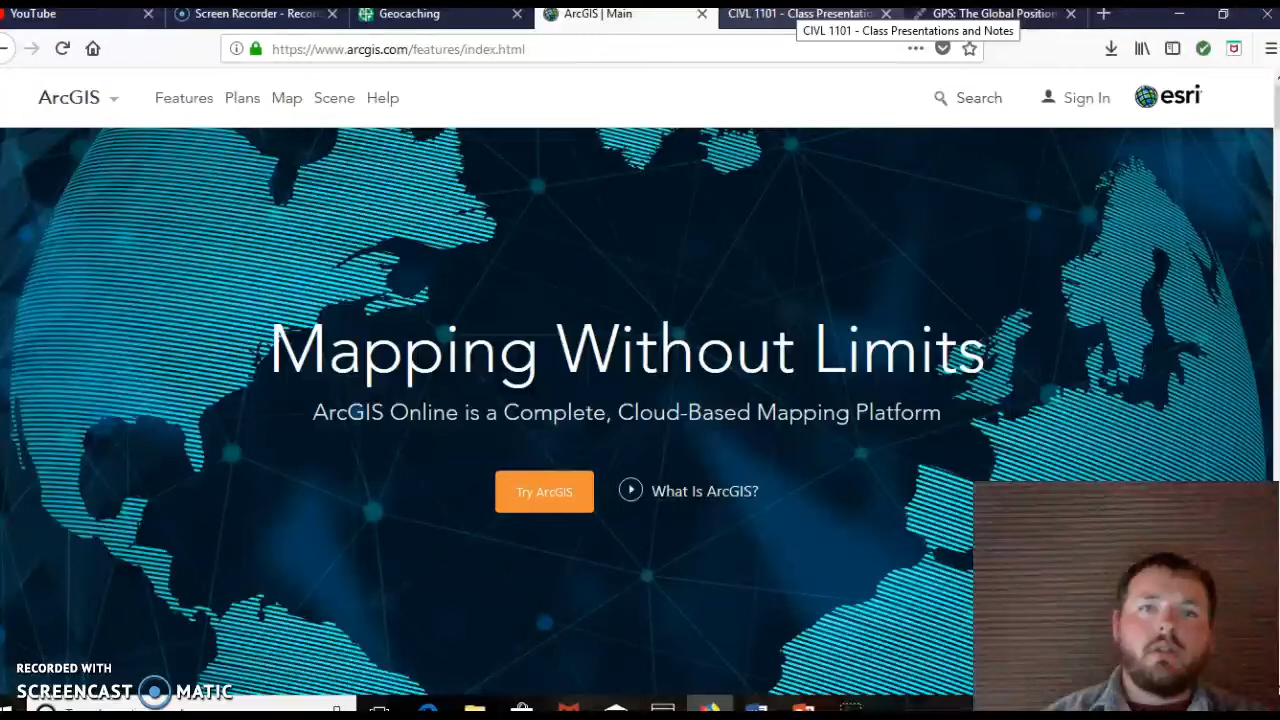 YouTube
Screen Recorder - Recor
Geocaching
ArcGIS | Main
CIVL 1101 - Class Presentatio
GPS: The Global Position
CIVL 1101 - Class Presentations and Notes
https://www.arcgis.com/features/index.html
ArcGIS Features Plans Map Scene Help Search Sign In esri
Mapping Without Limits
ArcGIS Online is a Complete, Cloud-Based Mapping Platform
Try ArcGIS What Is ArcGIS?
RECORDED WITH
SCREENCAST MATIC